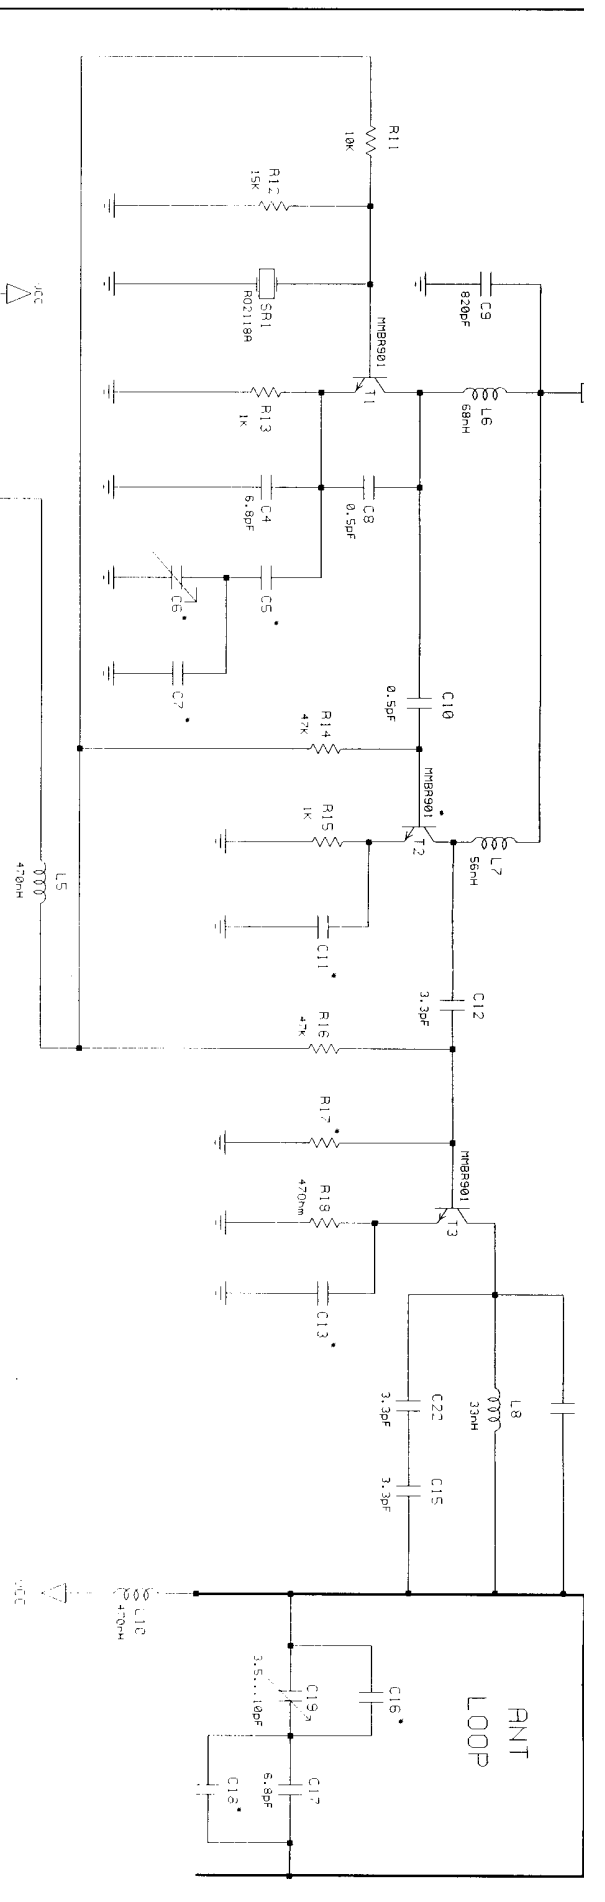 R11
10K
R12
15K
SR1
RO2118A
C9
820pF
MMBR901
T1
L6
68nH
R13
1K
C4
6.8pF
C8
0.5pF
C5*
C6*
C7*
C10
0.5pF
R14
47K
MMBR901*
T2
L7
56nH
R15
1K
C11*
L5
470nH
C12
3.3pF
R16
47K
R17*
MMBR901
T3
R18
47Ohm
C13*
L8
33nH
C22
3.3pF
C15
3.3pF
VCC
470nH
ANT
LOOP
C16*
C19
3.5...10pF
C17
6.8pF
C18*